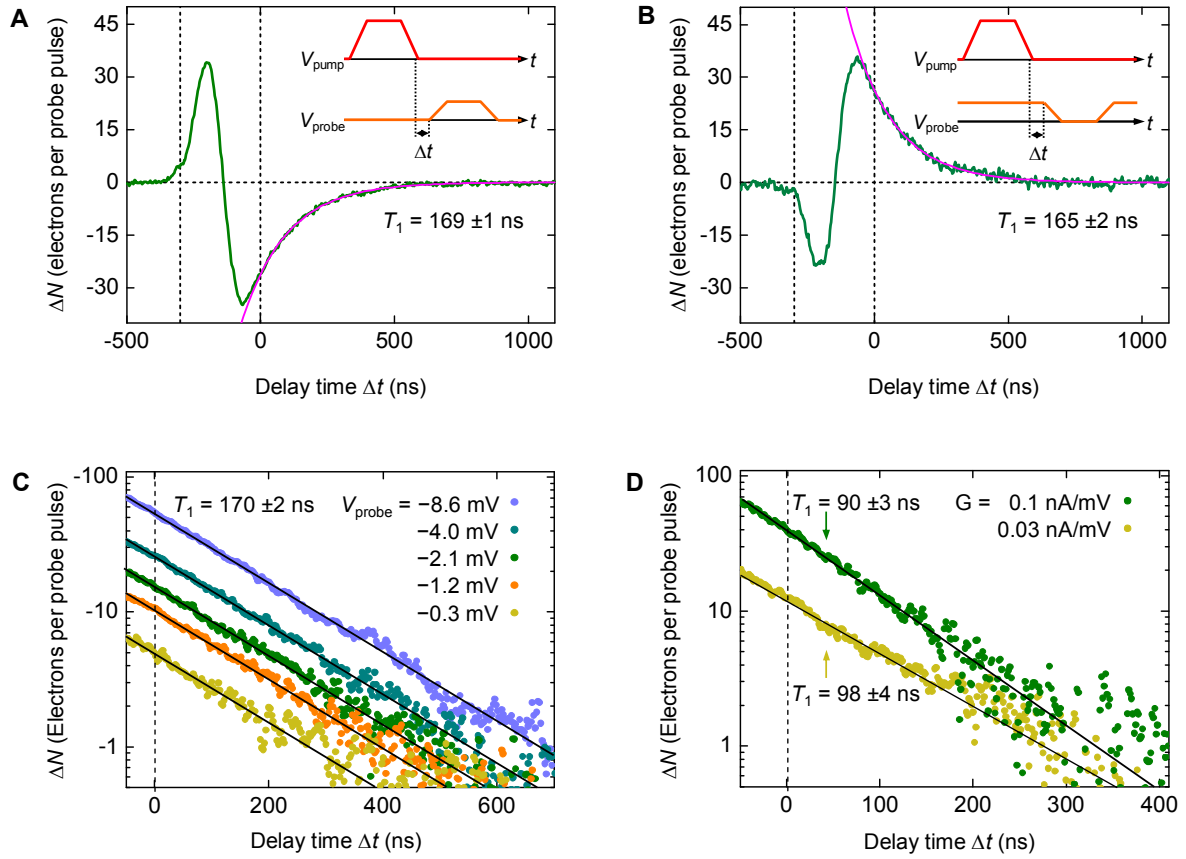 A
ΔN (electrons per probe pulse)
45
30
15
0
-15
-30
-500
0
500
1000
Delay time Δt (ns)
V_pump
t
V_probe
t
Δt
T₁ = 169 ±1 ns
B
ΔN (electrons per probe pulse)
45
30
15
0
-15
-30
-500
0
500
1000
Delay time Δt (ns)
V_pump
t
V_probe
t
Δt
T₁ = 165 ±2 ns
C
ΔN (Electrons per probe pulse)
-100
-10
-1
0
200
400
600
Delay time Δt (ns)
T₁ = 170 ±2 ns
V_probe = −8.6 mV
−4.0 mV
−2.1 mV
−1.2 mV
−0.3 mV
D
ΔN (Electrons per probe pulse)
100
10
1
0
100
200
300
400
Delay time Δt (ns)
T₁ = 90 ±3 ns
G = 0.1 nA/mV
0.03 nA/mV
T₁ = 98 ±4 ns